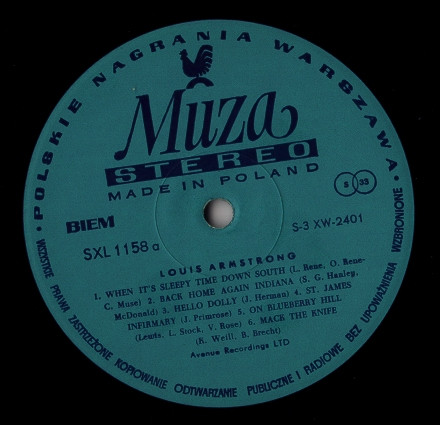 • POLSKIE NAGRANIA WARSZAWA •
Muza
STEREO
MADE IN POLAND
S 33
BIEM
SXL 1158 a
S-3 XW-2401
LOUIS ARMSTRONG
1. WHEN IT'S SLEEPY TIME DOWN SOUTH (L. Rene, O. Rene-
C. Muse) 2. BACK HOME AGAIN INDIANA (S. G. Hanley,
McDonald) 3. HELLO DOLLY (J. Herman) 4. ST. JAMES
INFIRMARY (J. Primrose) 5. ON BLUEBERBY HILL
(Lewis, L. Stock, V. Rose) 6. MACK THE KNIFE
(K. Weill, B. Brecht)
Avenue Recordings LTD
WSZYSTKIE PRAWA ZASTRZEŻONE KOPIOWANIE ODTWARZANIE PUBLICZNE I RADIOWE BEZ UPOWAŻNIENIA WZBRONIONE